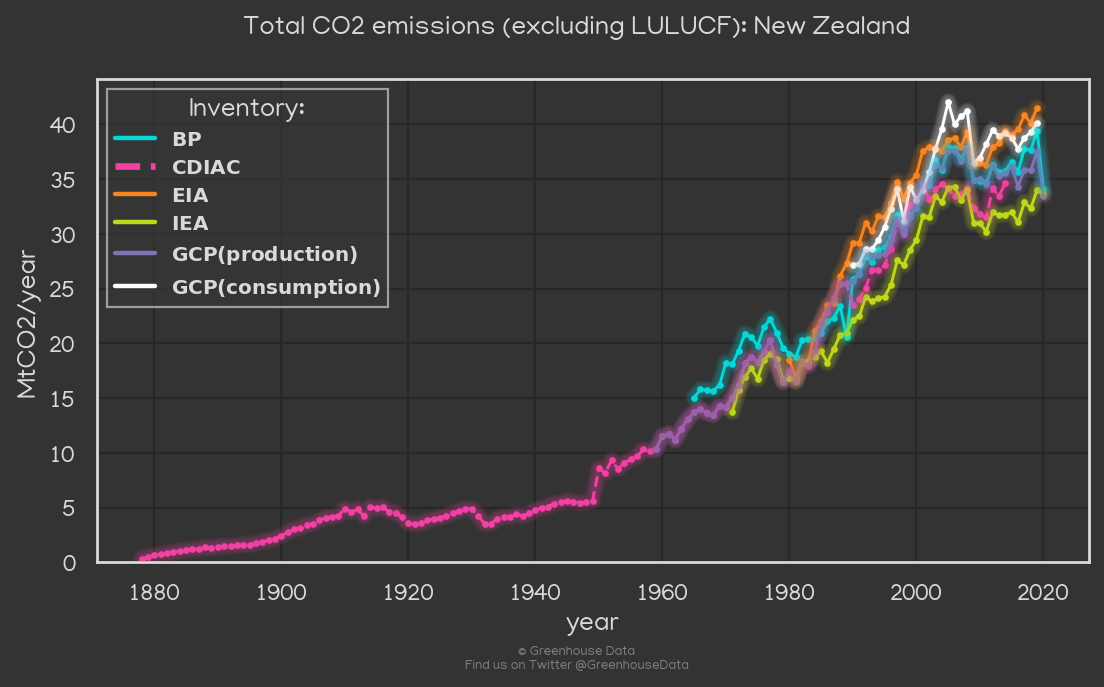 Total CO2 emissions (excluding LULUCF): New Zealand
Inventory:
BP
CDIAC
EIA
IEA
GCP(production)
GCP(consumption)
MtCO2/year
40
35
30
25
20
15
10
5
0
1880 1900 1920 1940 1960 1980 2000 2020
year
© Greenhouse Data
Find us on Twitter @GreenhouseData